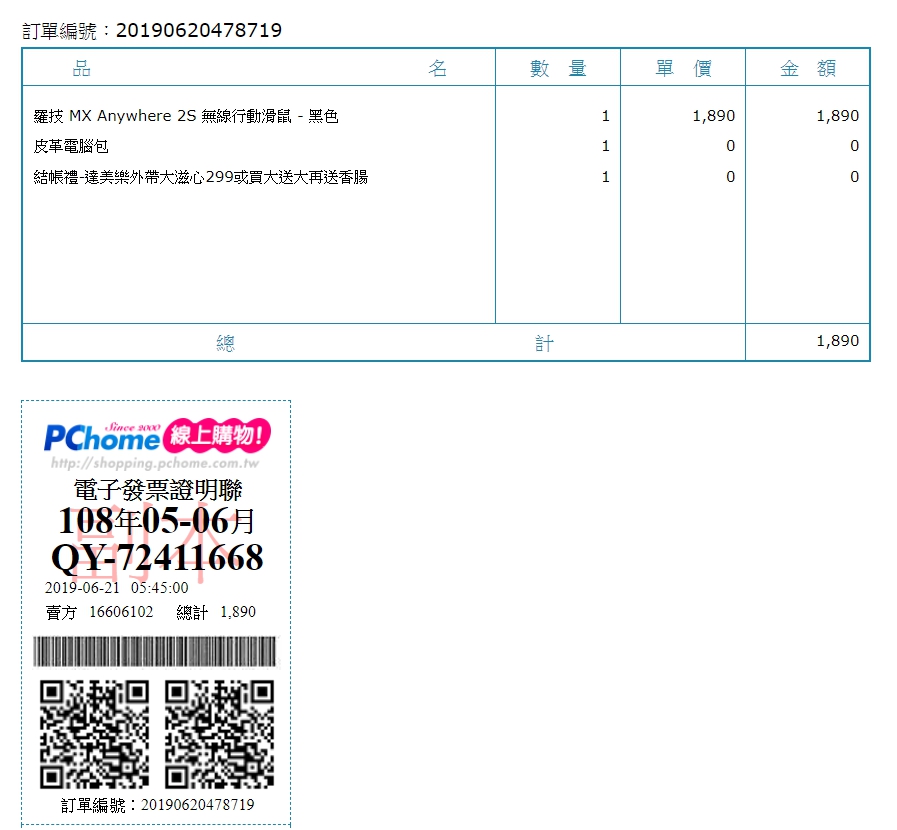 訂單編號：20190620478719
品 名 數 量 單 價 金 額
羅技 MX Anywhere 2S 無線行動滑鼠 - 黑色 1 1,890 1,890
皮革電腦包 1 0 0
結帳禮-達美樂外帶大滋心299或買大送大再送香腸 1 0 0
總 計 1,890
Since 2000
PChome 線上購物!
http://shopping.pchome.com.tw
電子發票證明聯
副本
108年05-06月
QY-72411668
2019-06-21 05:45:00
賣方 16606102 總計 1,890
訂單編號：20190620478719